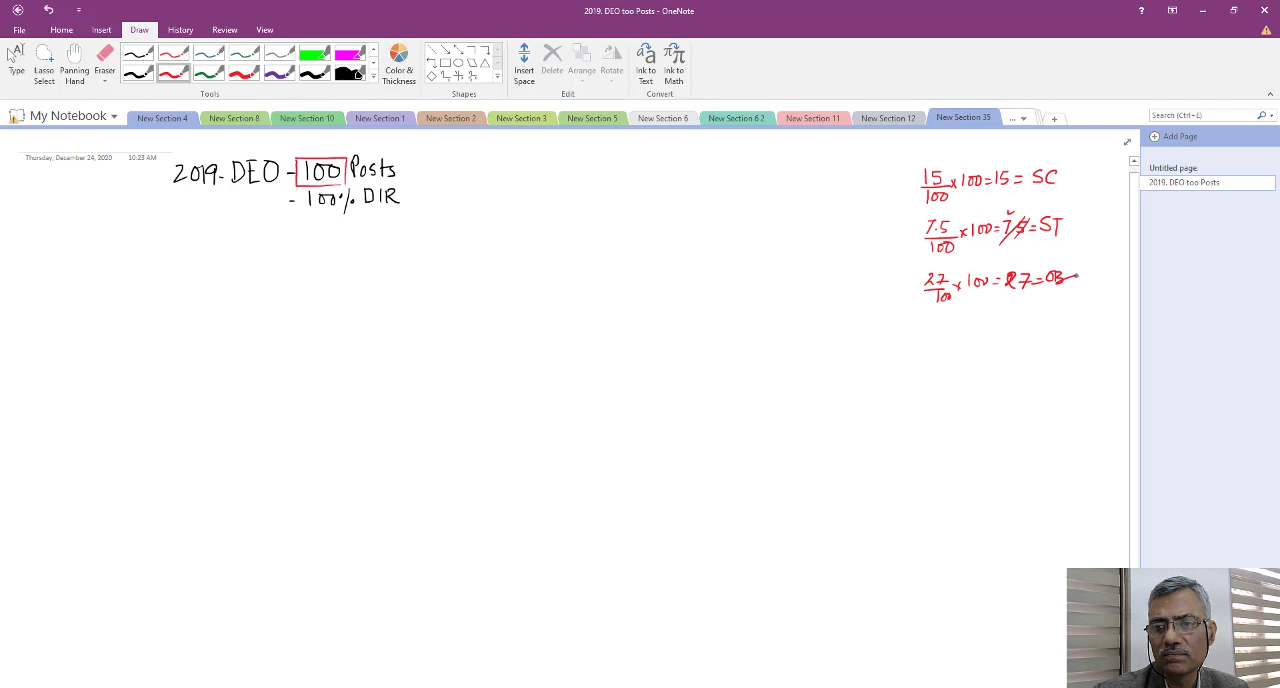 2019. DEO too Posts - OneNote
File Home Insert Draw History Review View
Type Lasso Select Panning Hand Eraser Color & Thickness Insert Space Delete Arrange Rotate Ink to Text Ink to Math
Tools Shapes Edit Convert
My Notebook New Section 4 New Section 8 New Section 10 New Section 1 New Section 2 New Section 3 New Section 5 New Section 6 New Section 6 2 New Section 11 New Section 12 New Section 35 ... Search (Ctrl+E)
Add Page
Untitled page
2019. DEO too Posts
Thursday, December 24, 2020 10:23 AM
2019. DEO - 100 Posts
- 100% DIR
15/100 x 100 = 15 = SC
7.5/100 x 100 = 7.5 = ST
27/100 x 100 = 27 = OB